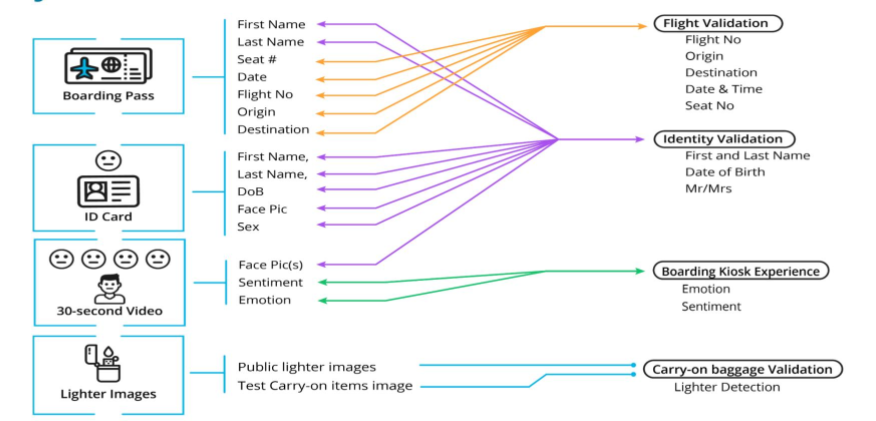 Boarding Pass
First Name
Last Name
Seat #
Date
Flight No
Origin
Destination
Flight Validation
Flight No
Origin
Destination
Date & Time
Seat No
ID Card
First Name,
Last Name,
DoB
Face Pic
Sex
Identity Validation
First and Last Name
Date of Birth
Mr/Mrs
30-second Video
Face Pic(s)
Sentiment
Emotion
Boarding Kiosk Experience
Emotion
Sentiment
Lighter Images
Public lighter images
Test Carry-on items image
Carry-on baggage Validation
Lighter Detection